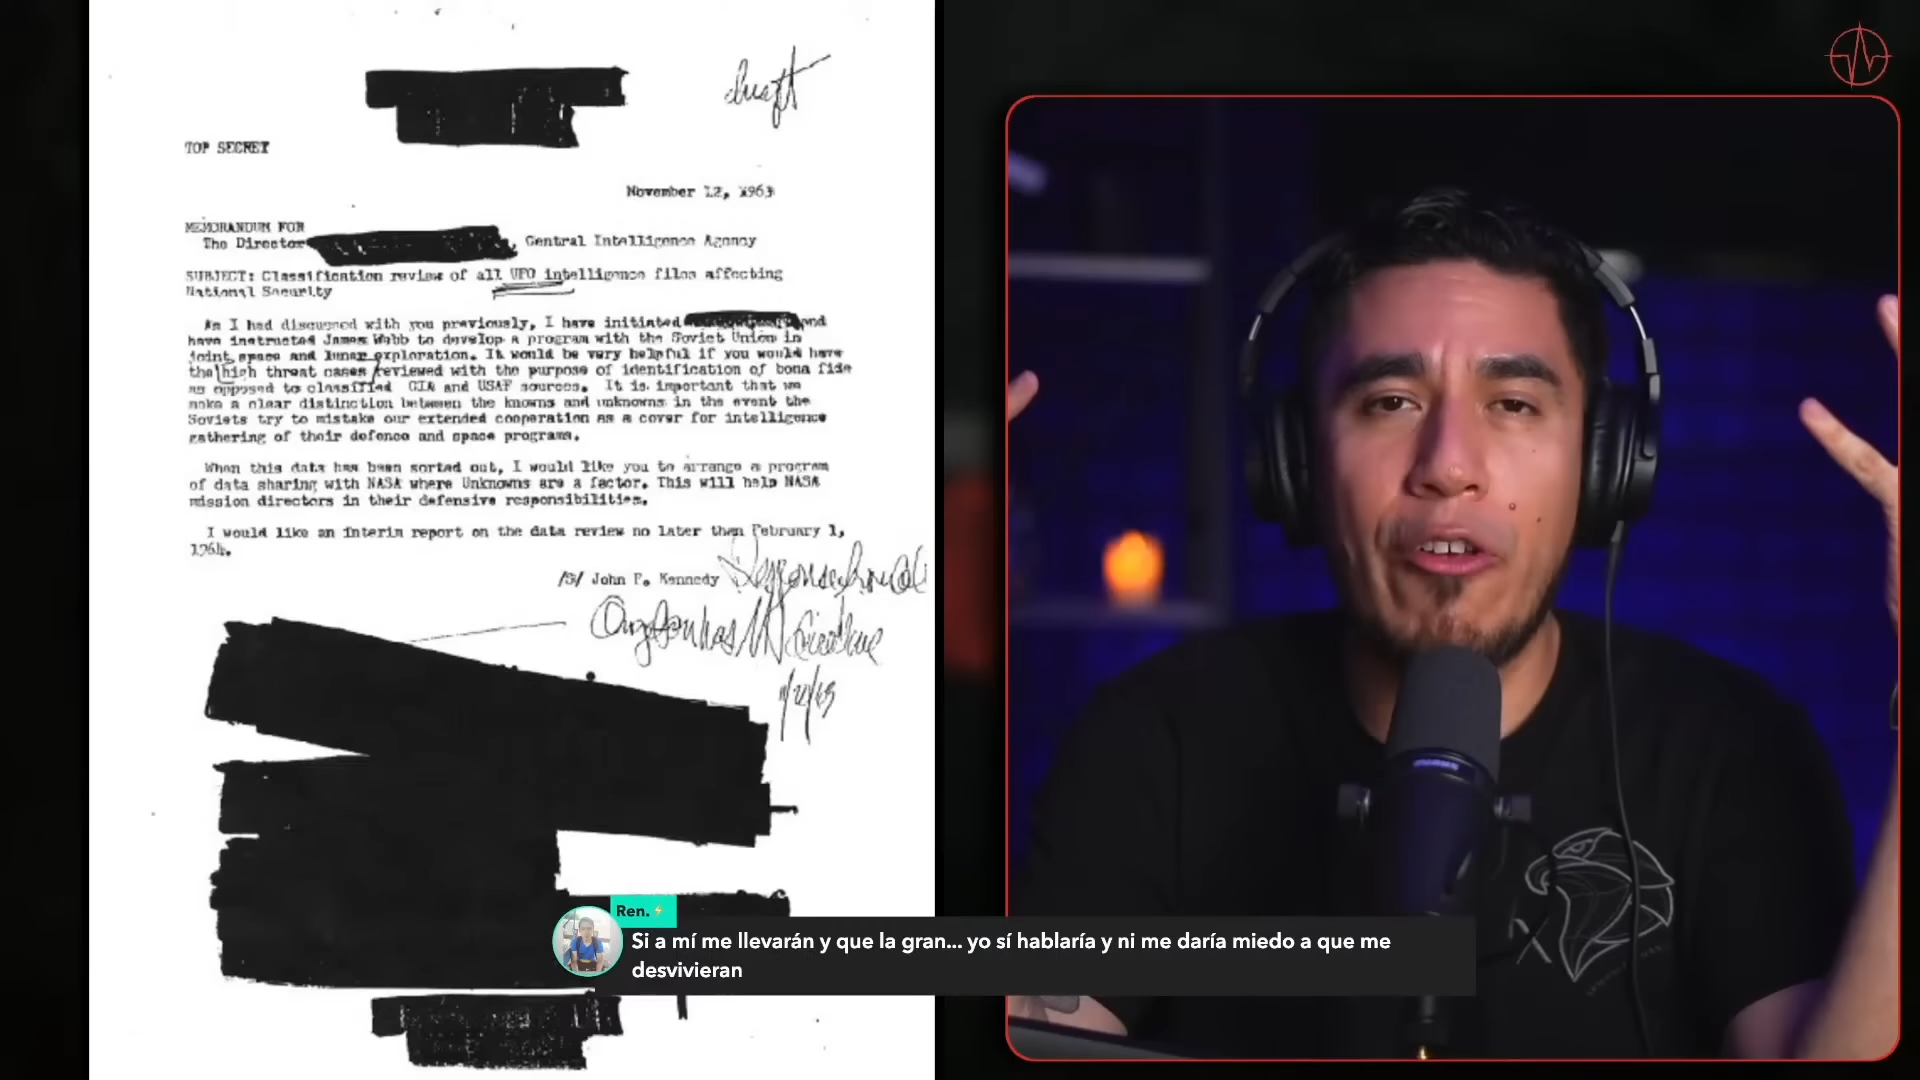 draft
TOP SECRET
November 12, 1963
MEMORANDUM FOR
The Director Central Intelligence Agency
SUBJECT: Classification review of all UFO intelligence files affecting
National Security
As I had discussed with you previously, I have initiated and
have instructed James Webb to develop a program with the Soviet Union in
joint space and lunar exploration. It would be very helpful if you would have
the high threat cases reviewed with the purpose of identification of bona fide
as opposed to classified CIA and USAF sources. It is important that we
make a clear distinction between the knowns and unknowns in the event the
Soviets try to mistake our extended cooperation as a cover for intelligence
gathering of their defence and space programs.
When this data has been sorted out, I would like you to arrange a program
of data sharing with NASA where Unknowns are a factor. This will help NASA
mission directors in their defensive responsibilities.
I would like an interim report on the data review no later than February 1,
1964.
/S/ John F. Kennedy
Ren.⚡
Si a mí me llevarán y que la gran... yo sí hablaría y ni me daría miedo a que me
desvivieran